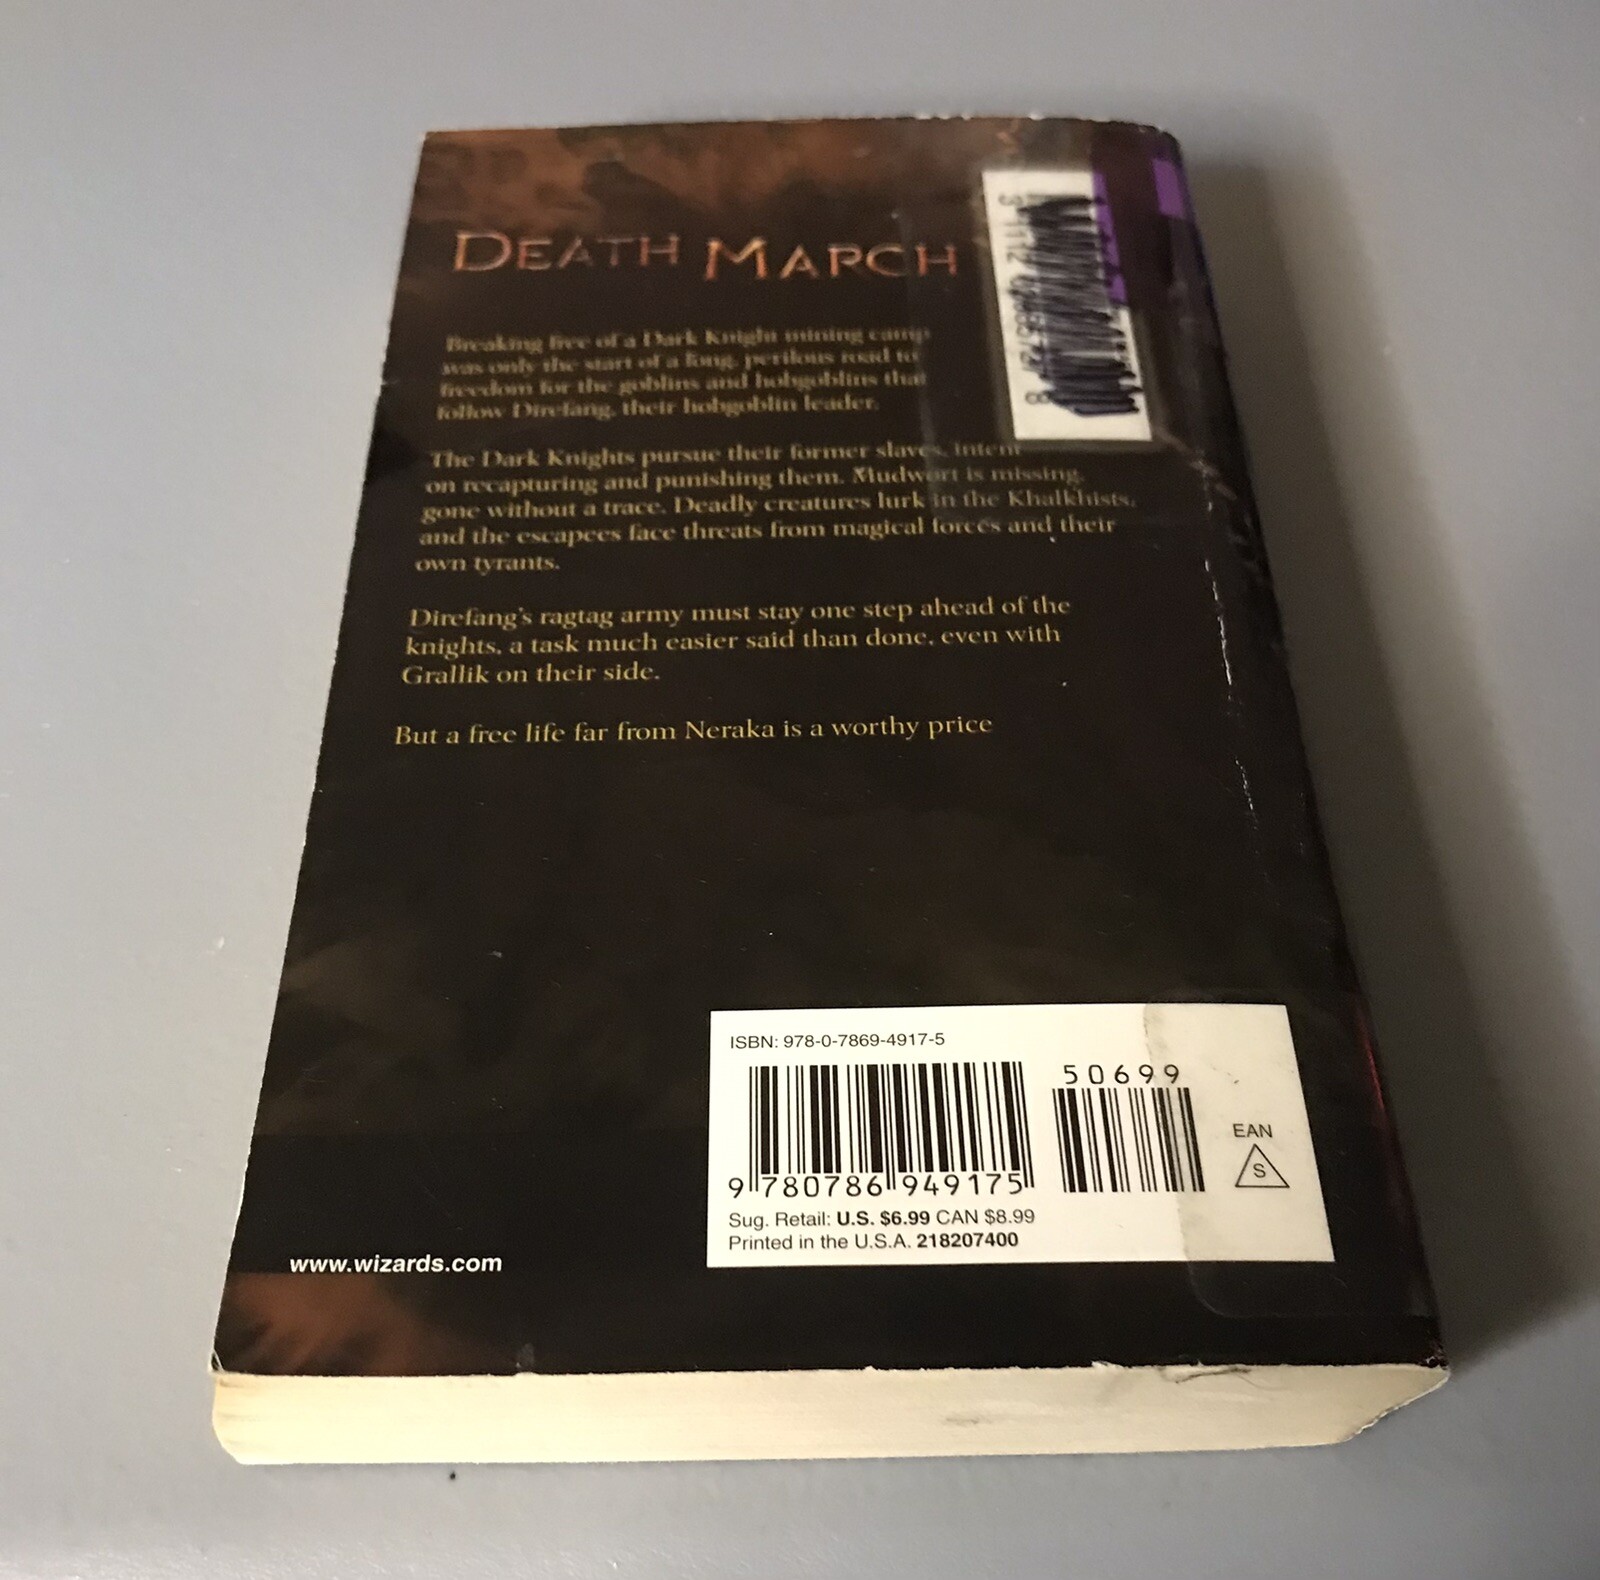 DEATH MARCH
Breaking free of a Dark Knight mining camp
was only the start of a long, perilous road to
freedom for the goblins and hobgoblins that
follow Direfang, their hobgoblin leader.
The Dark Knights pursue their former slaves, intent
on recapturing and punishing them. Mudwort is missing,
gone without a trace. Deadly creatures lurk in the Khalkhists,
and the escapees face threats from magical forces and their
own tyrants.
Direfang's ragtag army must stay one step ahead of the
knights, a task much easier said than done, even with
Grallik on their side.
But a free life far from Neraka is a worthy price
ISBN: 978-0-7869-4917-5
50699
EAN
S
9 780786 949175
Sug. Retail: U.S. $6.99 CAN $8.99
Printed in the U.S.A. 218207400
www.wizards.com